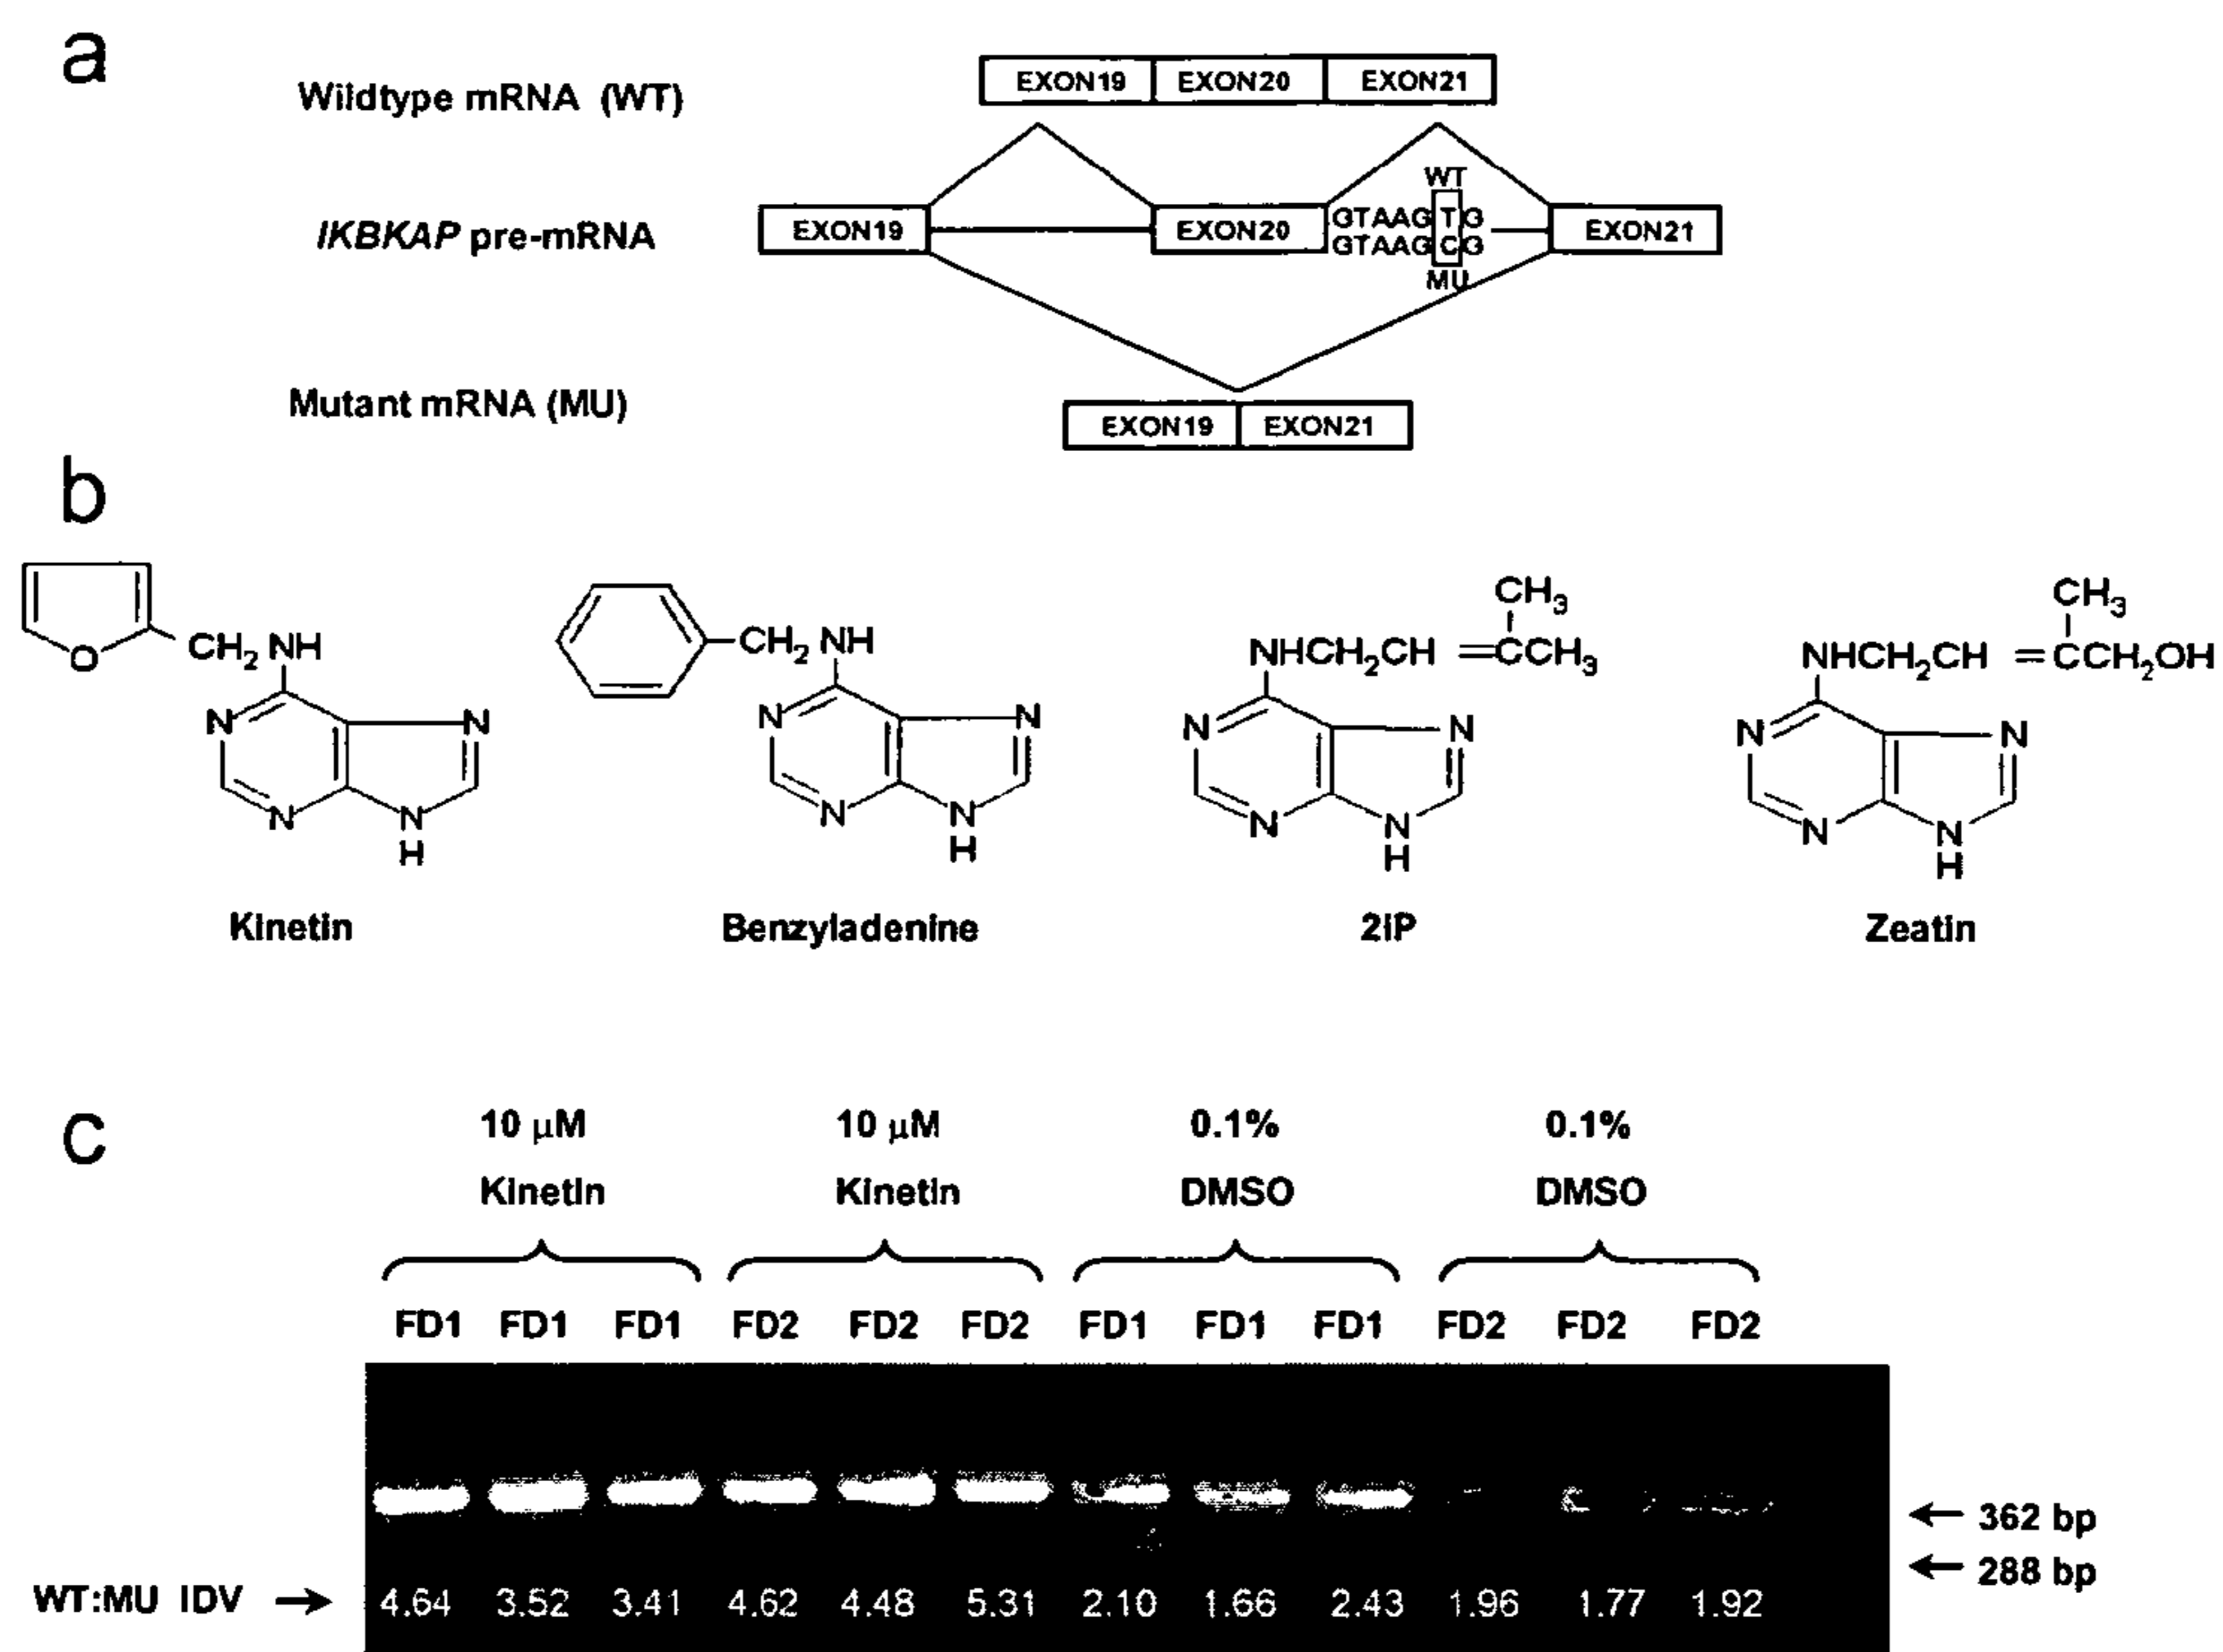 a
Wildtype mRNA (WT)
EXON19 EXON20 EXON21
WT
IKBKAP pre-mRNA
EXON19 EXON20 GTAAGTG EXON21
GTAAGCG
MU
Mutant mRNA (MU)
EXON19 EXON21
b
O CH2 NH N N N N H
Kinetin
CH2 NH N N N N H
Benzyladenine
CH3
NHCH2CH =CCH3
N N N N H
2iP
CH3
NHCH2CH =CCH2OH
N N N N H
Zeatin
c
10 μM 10 μM 0.1% 0.1%
Kinetin Kinetin DMSO DMSO
FD1 FD1 FD1 FD2 FD2 FD2 FD1 FD1 FD1 FD2 FD2 FD2
← 362 bp
← 288 bp
WT:MU IDV → 4.64 3.52 3.41 4.62 4.48 5.31 2.10 1.66 2.43 1.96 1.77 1.92